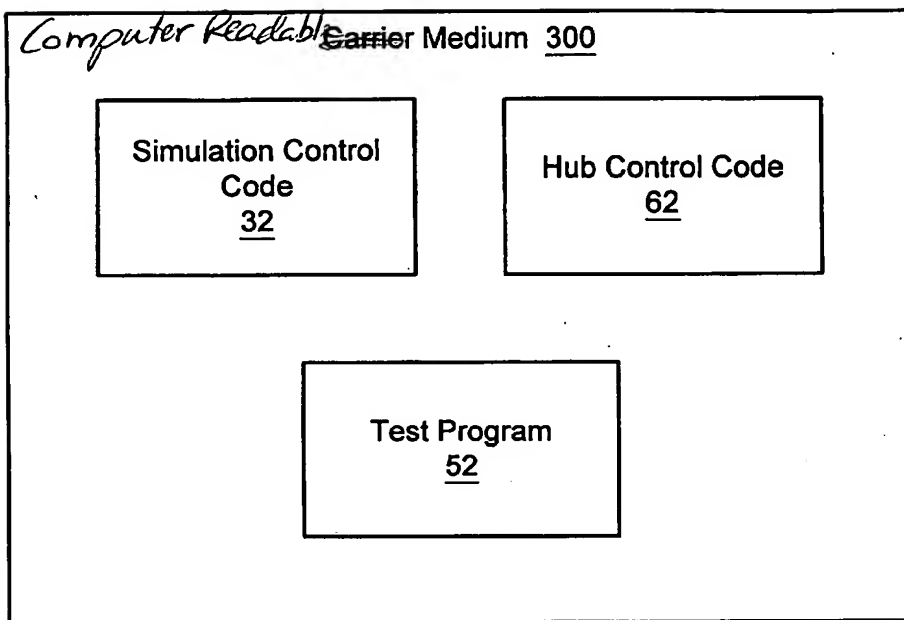 Computer Readable Carrier Medium 300
Simulation Control
Code
32
Hub Control Code
62
Test Program
52